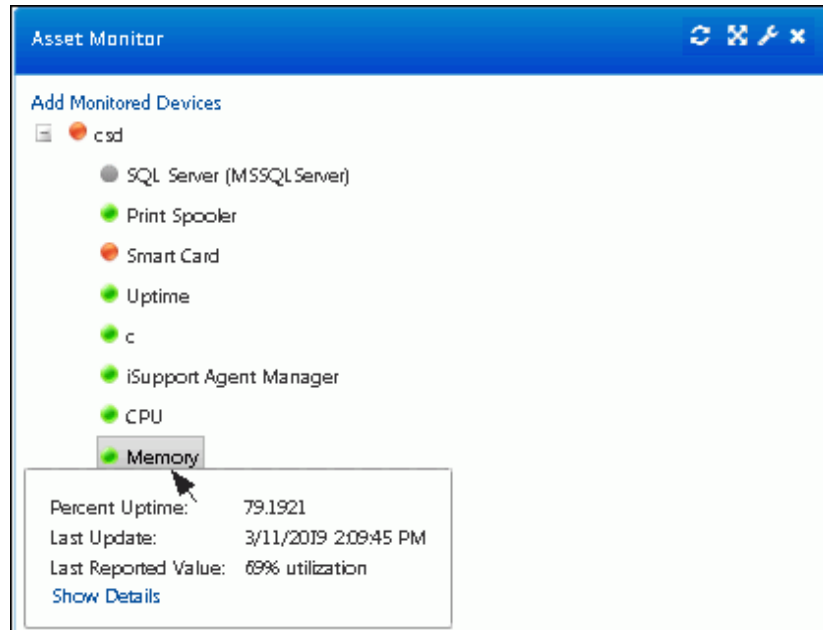 Asset Monitor
Add Monitored Devices
csd
SQL Server (MSSQLServer)
Print Spooler
Smart Card
Uptime
c
iSupport Agent Manager
CPU
Memory
Percent Uptime: 79.1921
Last Update: 3/11/2019 2:09:45 PM
Last Reported Value: 69% utilization
Show Details